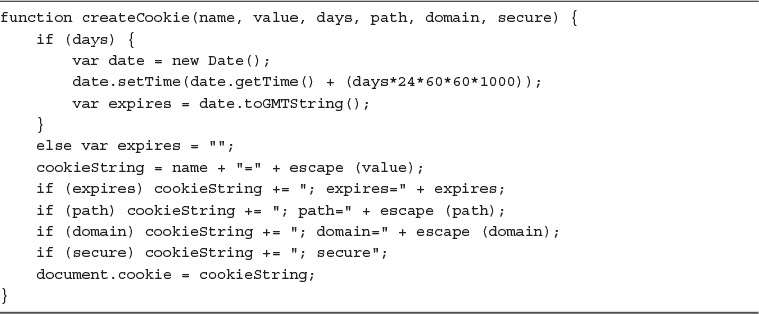 function createCookie(name, value, days, path, domain, secure) {
    if (days) {
        var date = new Date();
        date.setTime(date.getTime() + (days*24*60*60*1000));
        var expires = date.toGMTString();
    }
    else var expires = "";
    cookieString = name + "=" + escape (value);
    if (expires) cookieString += "; expires=" + expires;
    if (path) cookieString += "; path=" + escape (path);
    if (domain) cookieString += "; domain=" + escape (domain);
    if (secure) cookieString += "; secure";
    document.cookie = cookieString;
}